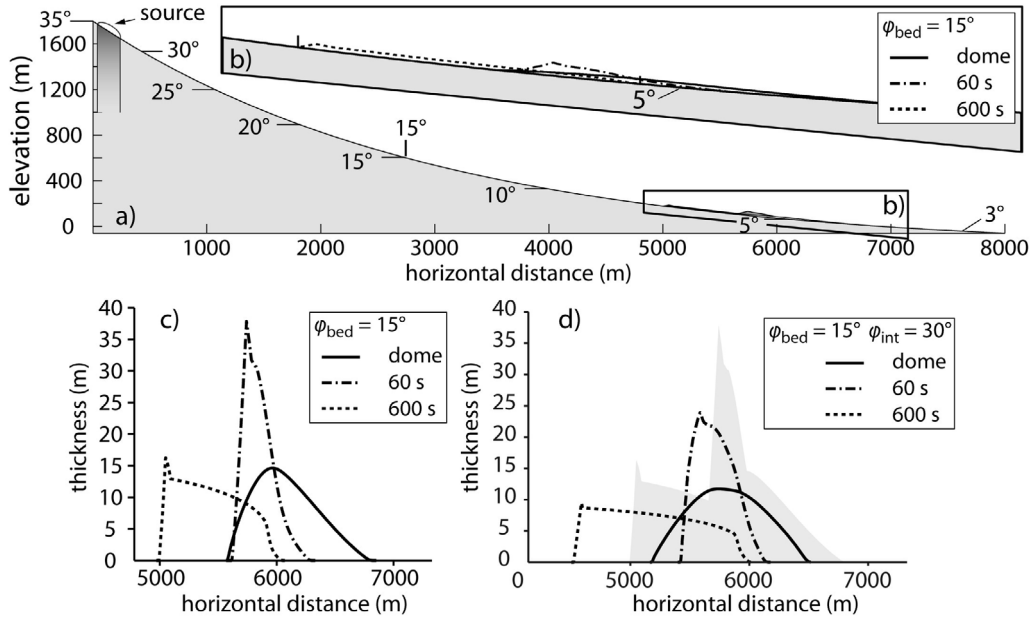 35°
source
1600
1200
800
400
0
elevation (m)
30°
25°
20°
15°
15°
10°
5°
3°
a)
b)
b)
5°
φbed = 15°
dome
60 s
600 s
1000
2000
3000
4000
5000
6000
7000
8000
horizontal distance (m)
c)
40
35
30
25
20
15
10
5
0
thickness (m)
φbed = 15°
dome
60 s
600 s
5000
6000
7000
horizontal distance (m)
d)
40
35
30
25
20
15
10
5
0
thickness (m)
φbed = 15° φint = 30°
dome
60 s
600 s
0
5000
6000
7000
horizontal distance (m)